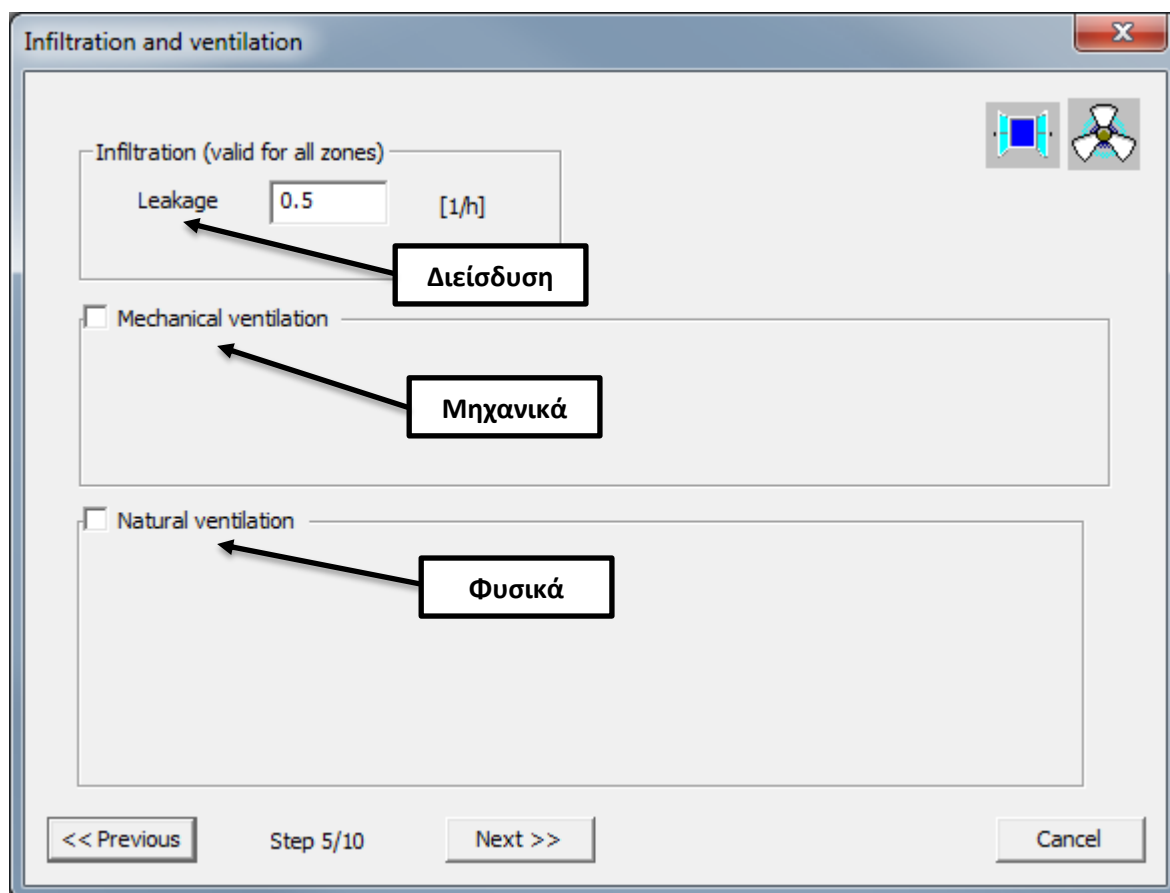 Infiltration and ventilation
Infiltration (valid for all zones)
Leakage 0.5 [1/h]
Διείσδυση
Mechanical ventilation
Μηχανικά
Natural ventilation
Φυσικά
<< Previous Step 5/10 Next >> Cancel